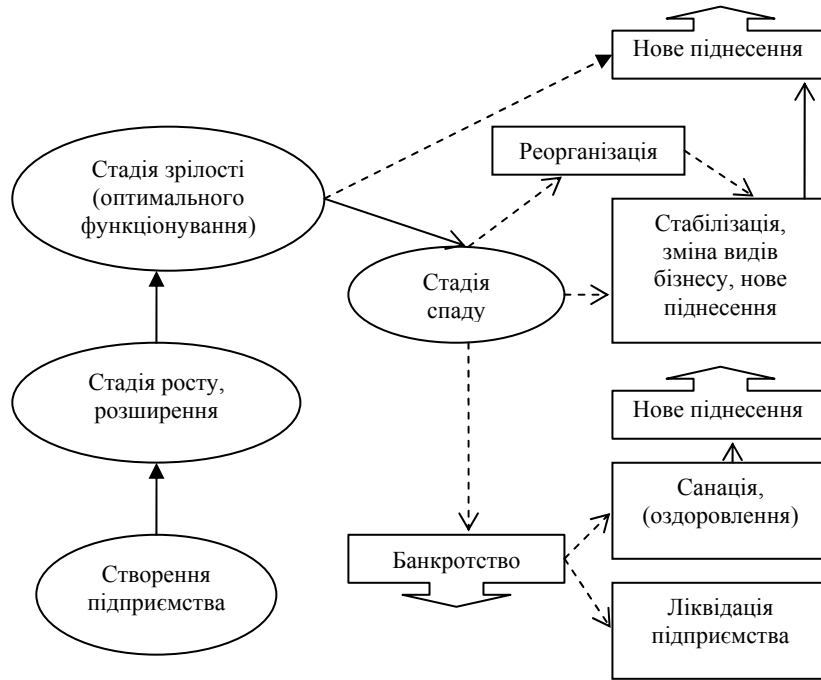 Нове піднесення
Реорганізація
Стадія зрілості
(оптимального
функціонування)
Стабілізація,
зміна видів
бізнесу, нове
піднесення
Стадія
спаду
Стадія росту,
розширення
Нове піднесення
Санація,
(оздоровлення)
Банкротство
Створення
підприємства
Ліквідація
підприємства